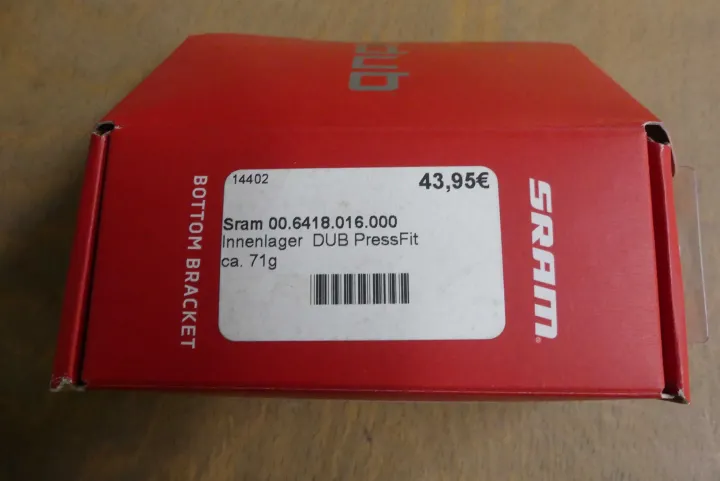 dub
14402
43,95€
Sram 00.6418.016.000
Innenlager DUB PressFit
ca. 71g
BOTTOM BRACKET
SRAM